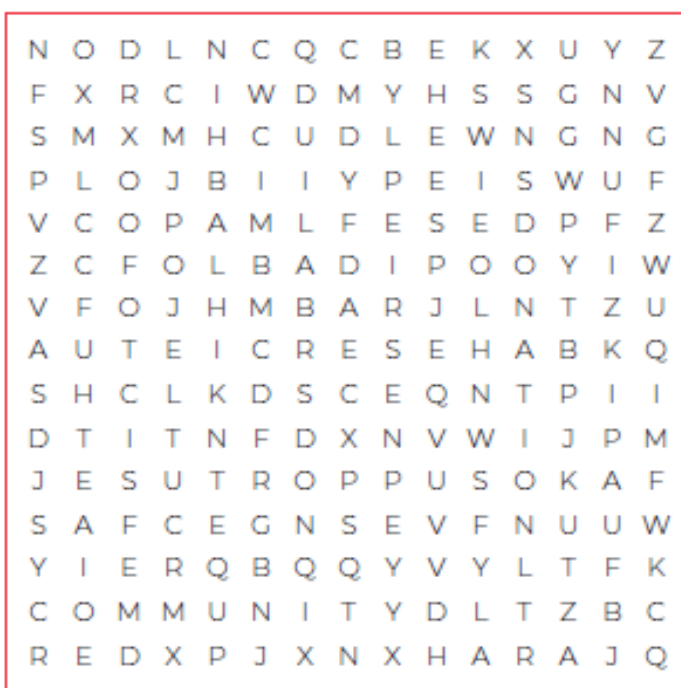 N O D L N C Q C B E K X U Y Z
F X R C I W D M Y H S S G N V
S M X M H C U D L E W N G N G
P L O J B I I Y P E I S W U F
V C O P A M L F E S E D P F Z
Z C F O L B A D I P O O Y I W
V F O J H M B A R J L N T Z U
A U T E I C R E S E H A B K Q
S H C L K D S C E Q N T P I I
D T I T N F D X N V W I J P M
J E S U T R O P P U S O K A F
S A F C E G N S E V F N U U W
Y I E R Q B Q Q Y V Y L T F K
C O M M U N I T Y D L T Z B C
R E D X P J X N X H A R A J Q